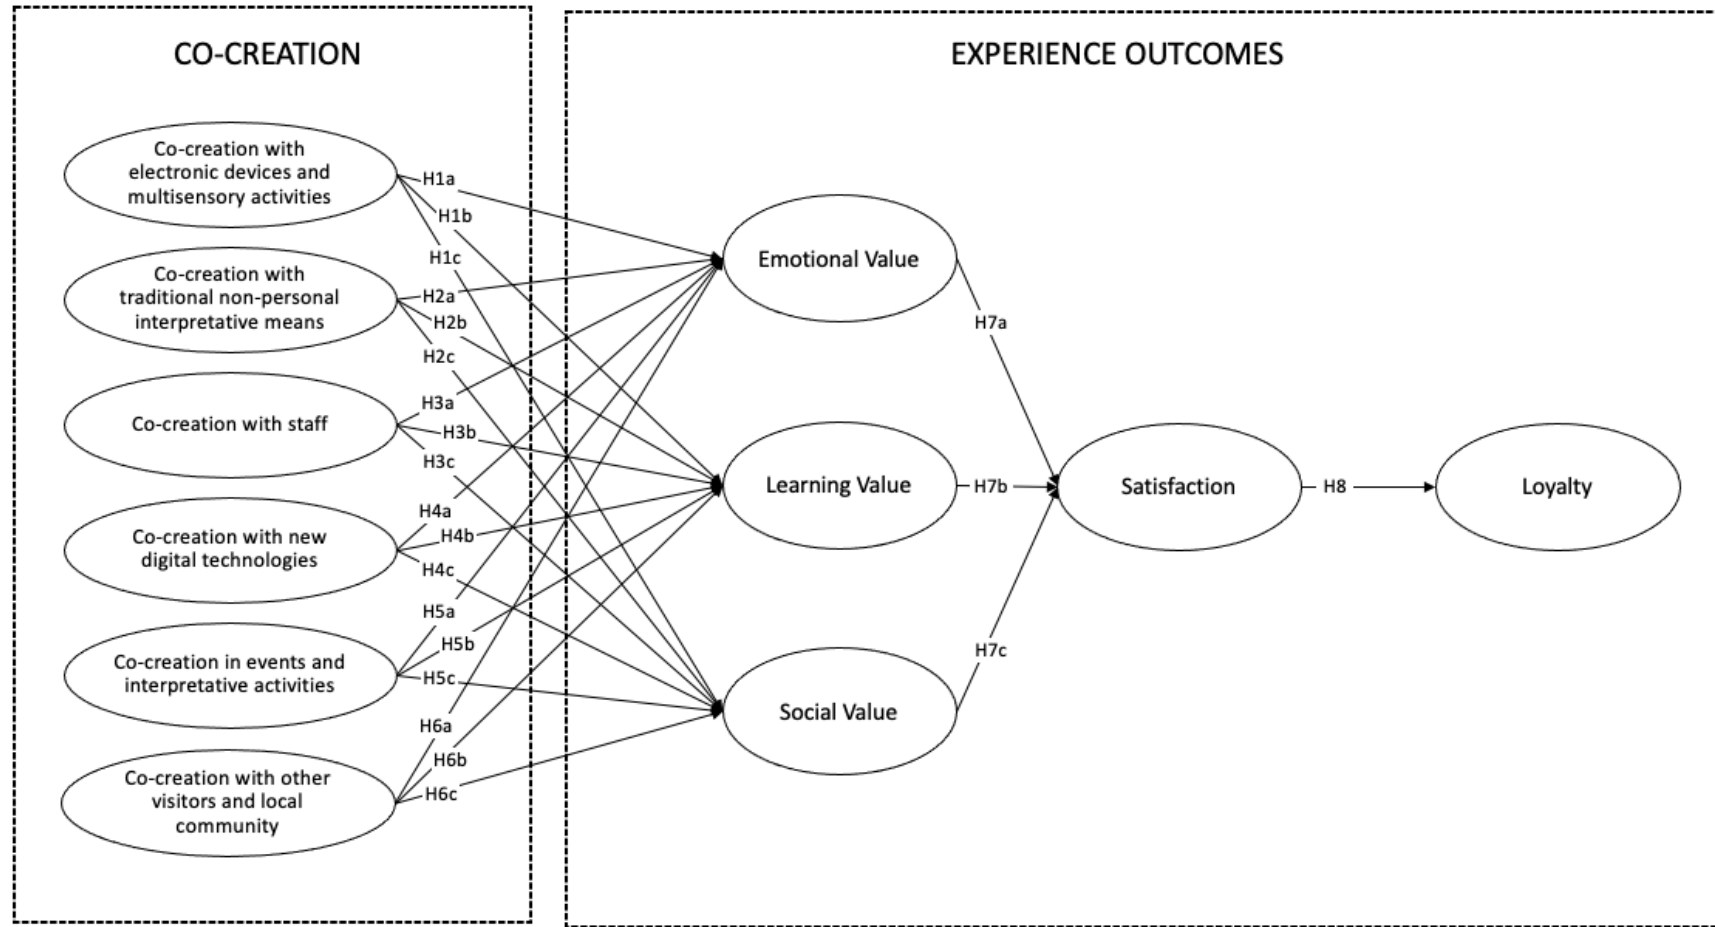 CO-CREATION
EXPERIENCE OUTCOMES
Co-creation with
electronic devices and
multisensory activities
Co-creation with
traditional non-personal
interpretative means
Co-creation with staff
Co-creation with new
digital technologies
Co-creation in events and
interpretative activities
Co-creation with other
visitors and local
community
H1a
H1b
H1c
H2a
H2b
H2c
H3a
H3b
H3c
H4a
H4b
H4c
H5a
H5b
H5c
H6a
H6b
H6c
Emotional Value
Learning Value
Social Value
H7a
H7b
H7c
Satisfaction
H8
Loyalty